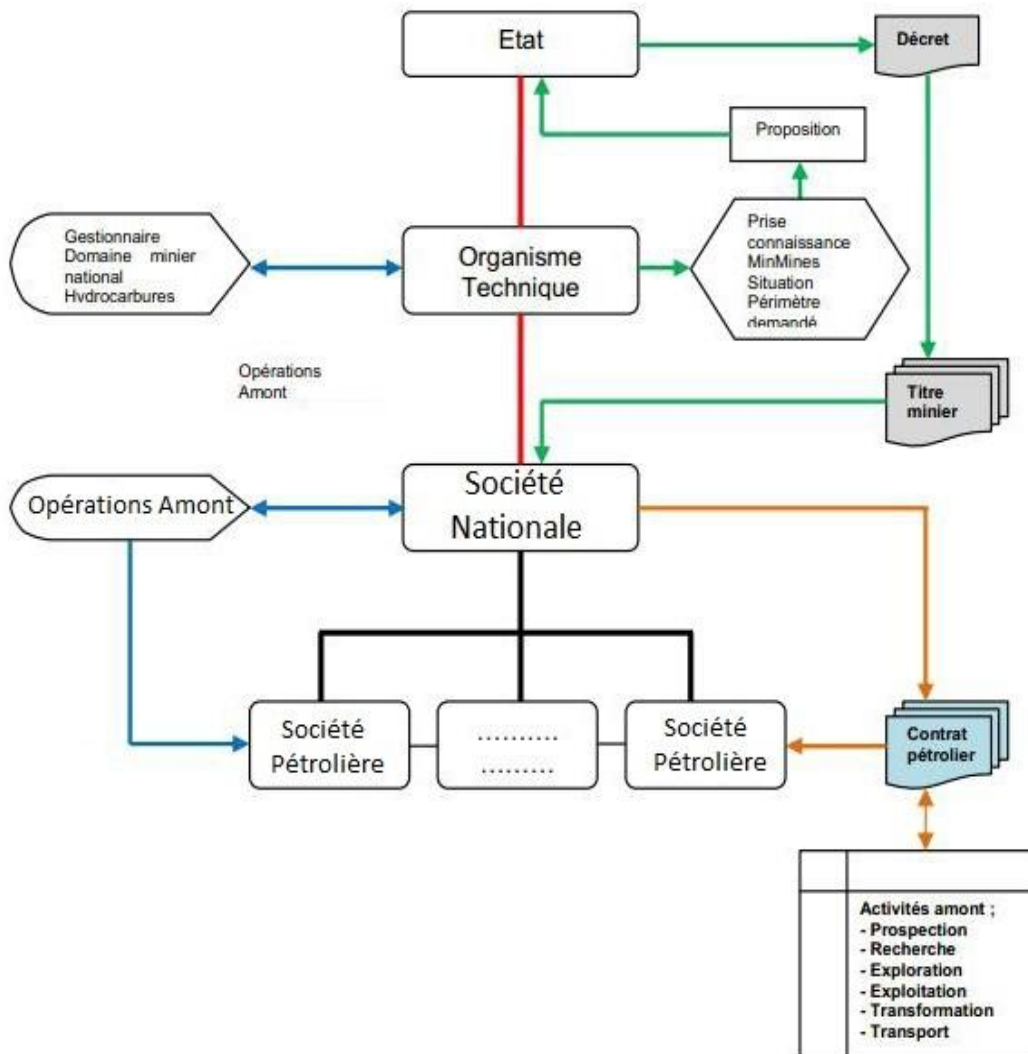 Etat
Décret
Proposition
Gestionnaire
Domaine minier
national
Hydrocarbures
Organisme
Technique
Prise
connaissance
MinMines
Situation
Périmètre
demandé
Opérations
Amont
Titre
minier
Opérations Amont
Société
Nationale
Société
Pétrolière
..........
.........
Société
Pétrolière
Contrat
pétrolier
Activités amont ;
- Prospection
- Recherche
- Exploration
- Exploitation
- Transformation
- Transport